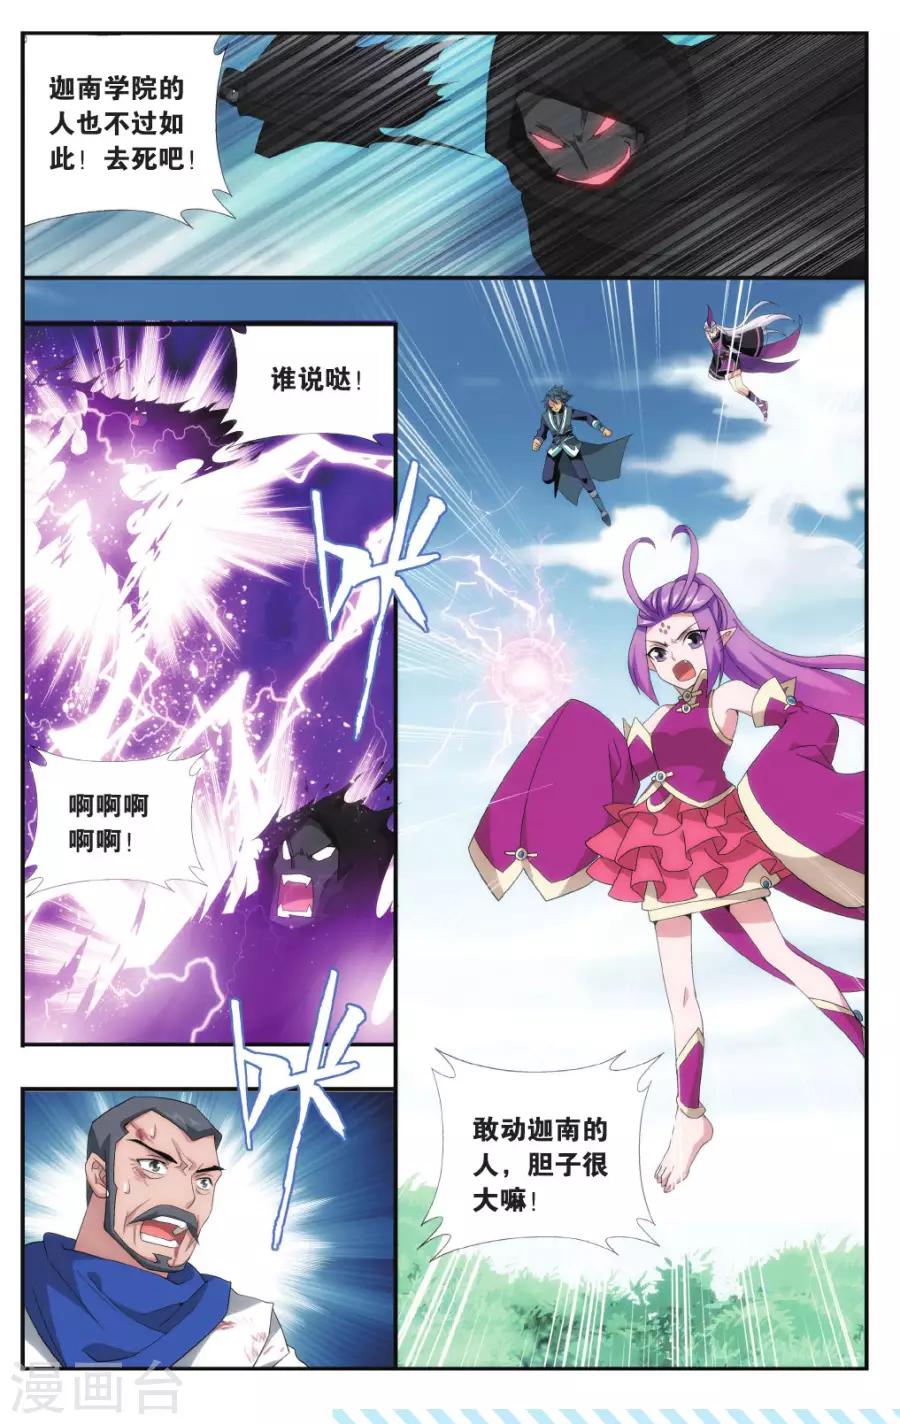 迦南学院的
人也不过如
此！去死吧！
谁说哒！
咻
啊啊啊
啊啊！
咻
敢动迦南的
人，胆子很
大嘛！
漫画台